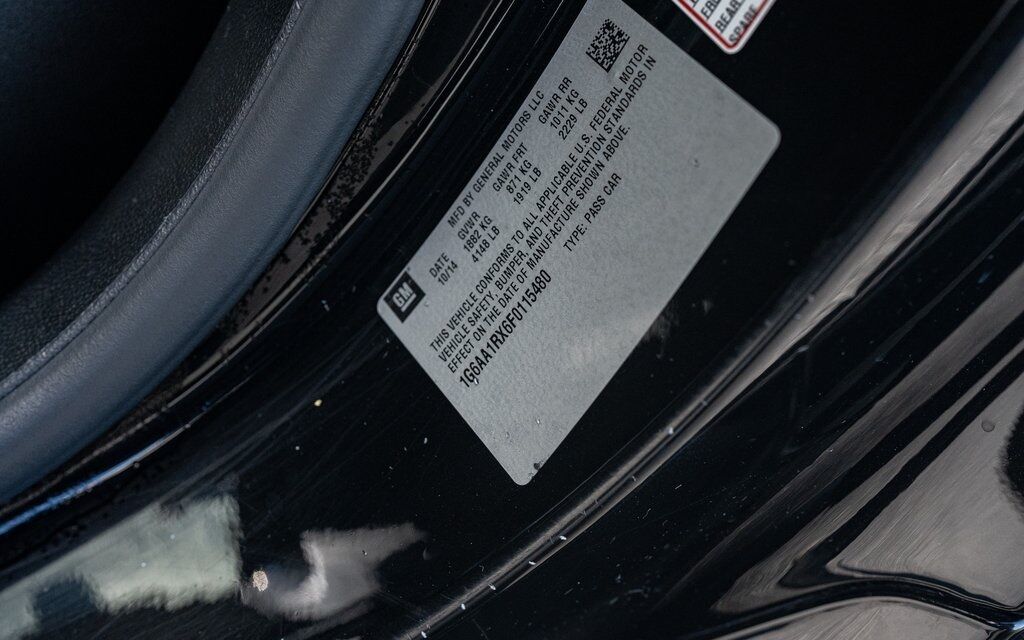 GM
MFD BY GENERAL MOTORS LLC
DATE GVWR GAWR FRT GAWR RR
10/14 1882 KG 871 KG 1011 KG
4148 LB 1919 LB 2229 LB
THIS VEHICLE CONFORMS TO ALL APPLICABLE U.S. FEDERAL MOTOR
VEHICLE SAFETY, BUMPER, AND THEFT PREVENTION STANDARDS IN
EFFECT ON THE DATE OF MANUFACTURE SHOWN ABOVE.
1G6AA1RX6F0115480 TYPE: PASS CAR
SPARE